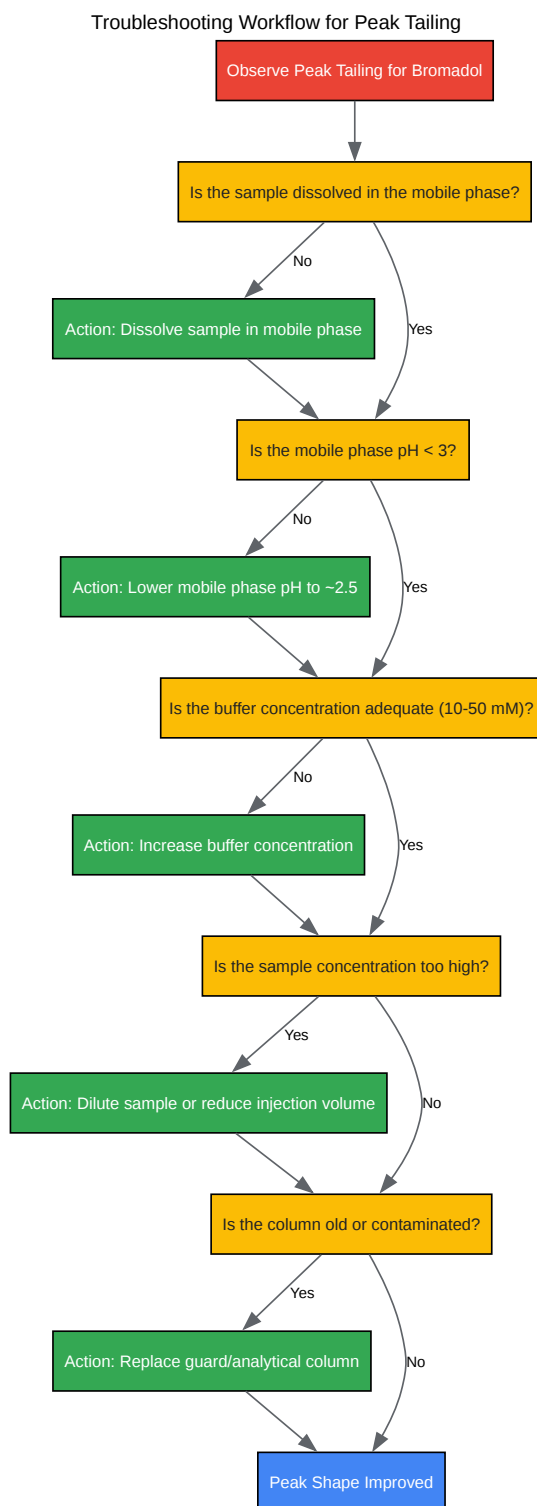 Troubleshooting Workflow for Peak Tailing
Observe Peak Tailing for Bromadol
Is the sample dissolved in the mobile phase?
No
Action: Dissolve sample in mobile phase
Yes
Is the mobile phase pH < 3?
No
Action: Lower mobile phase pH to ~2.5
Yes
Is the buffer concentration adequate (10-50 mM)?
No
Action: Increase buffer concentration
Yes
Is the sample concentration too high?
Yes
Action: Dilute sample or reduce injection volume
No
Is the column old or contaminated?
Yes
Action: Replace guard/analytical column
No
Peak Shape Improved